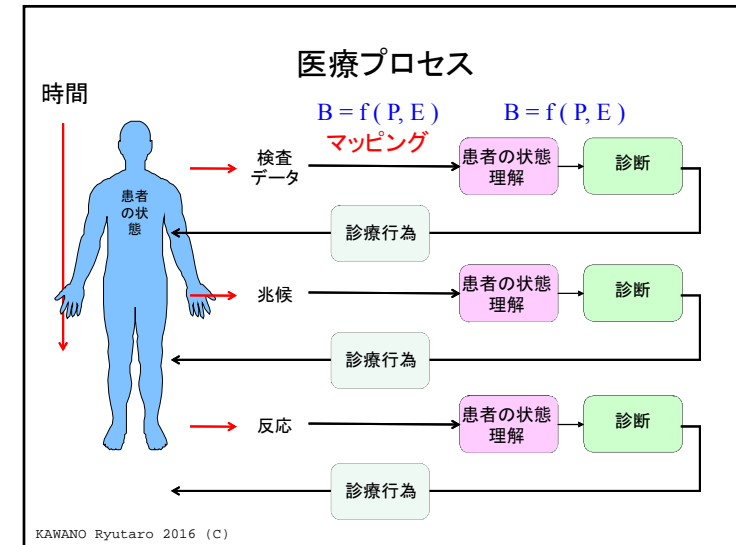 医療プロセス
時間
B = f ( P, E )
B = f ( P, E )
マッピング
患者
の状
態
検査
データ
患者の状態
理解
診断
診療行為
兆候
患者の状態
理解
診断
診療行為
反応
患者の状態
理解
診断
診療行為
KAWANO Ryutaro 2016 (C)